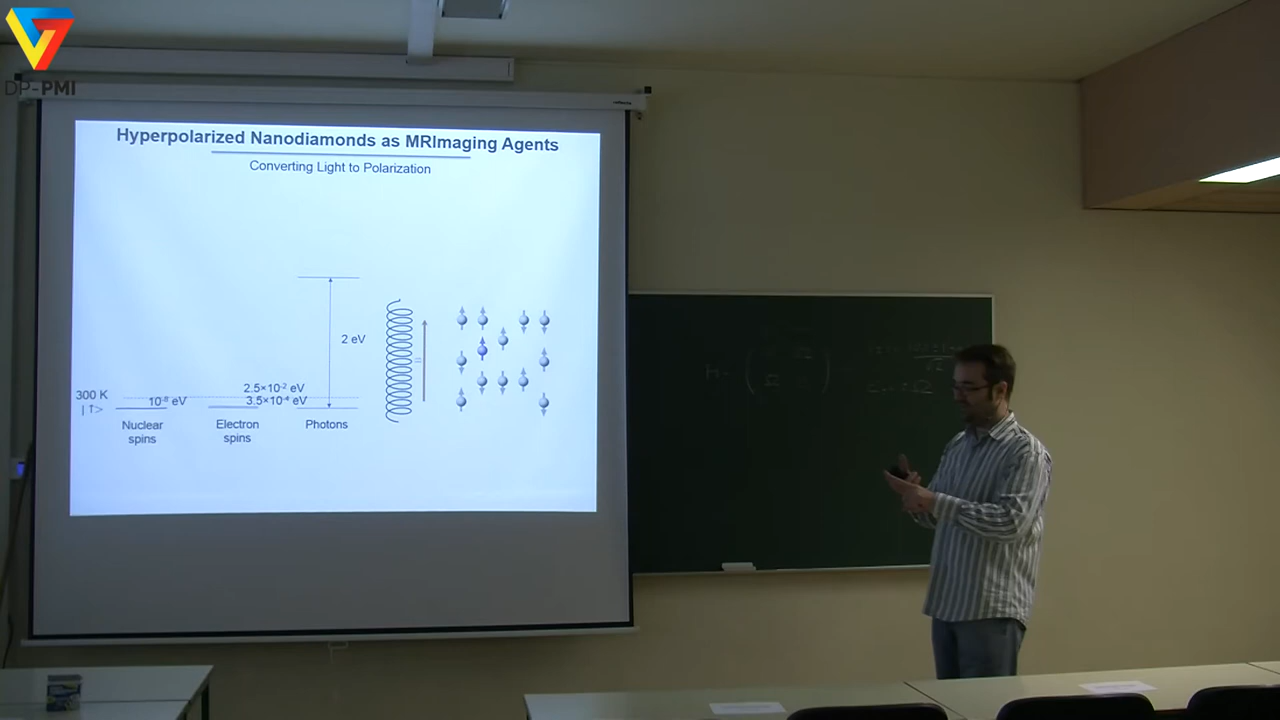 DP-PMI
Hyperpolarized Nanodiamonds as MRImaging Agents
Converting Light to Polarization
2 eV
2.5×10⁻² eV
300 K
10⁻⁸ eV
3.5×10⁻⁴ eV
|↑>
Nuclear
spins
Electron
spins
Photons